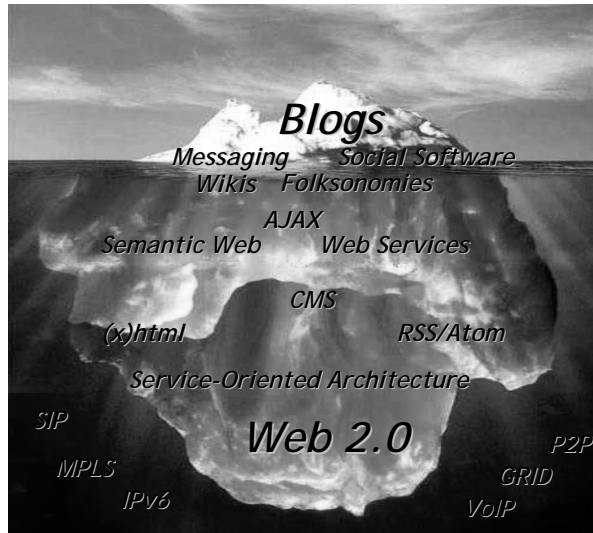 Blogs
Messaging Social Software
Wikis Folksonomies
AJAX
Semantic Web Web Services
CMS
(x)html RSS/Atom
Service-Oriented Architecture
SIP
Web 2.0
P2P
MPLS
GRID
IPv6
VoIP